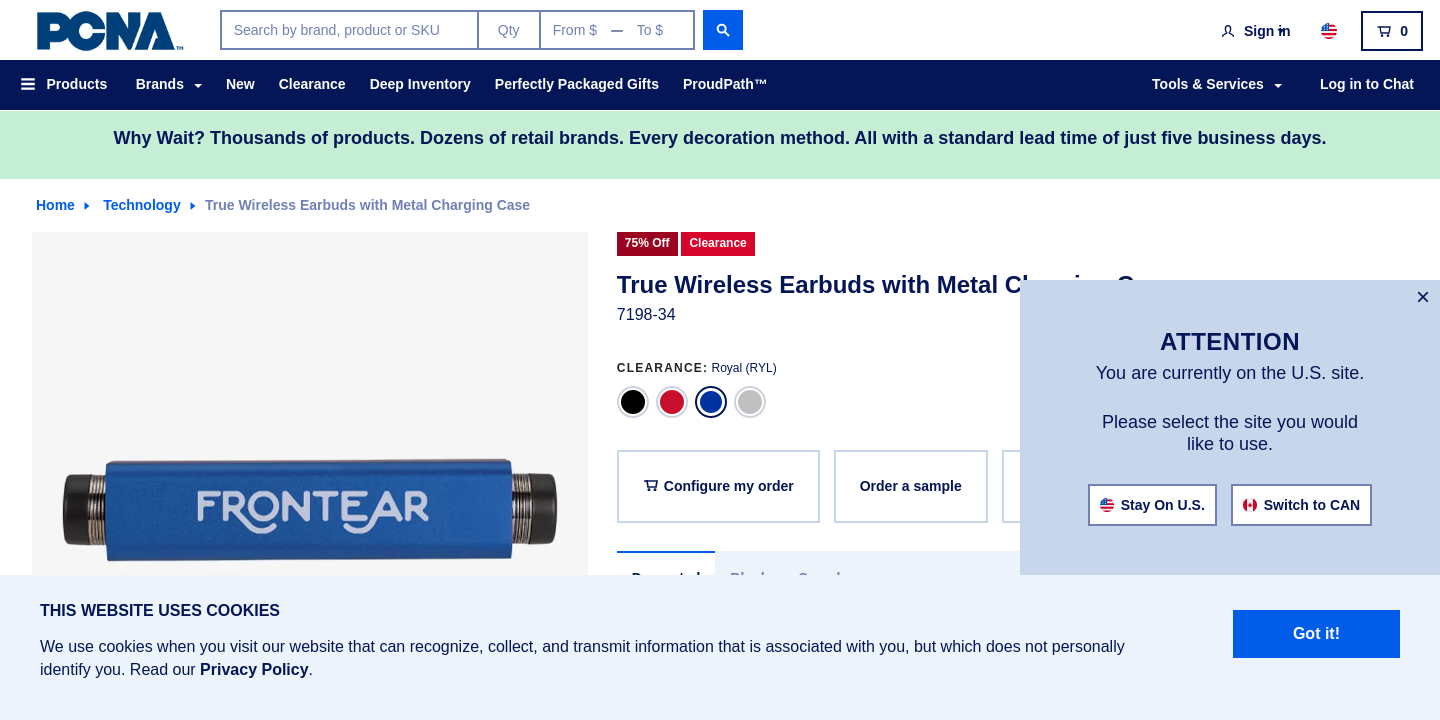 PCNA™
Search by brand, product or SKU
Qty
From $ — To $
Sign in
0
Products
Brands
New
Clearance
Deep Inventory
Perfectly Packaged Gifts
ProudPath™
Tools & Services
Log in to Chat
Why Wait? Thousands of products. Dozens of retail brands. Every decoration method. All with a standard lead time of just five business days.
Home Technology True Wireless Earbuds with Metal Charging Case
75% Off Clearance
True Wireless Earbuds with Metal
7198-34
CLEARANCE: Royal (RYL)
FRONTEAR
Configure my order
Order a sample
×
ATTENTION
You are currently on the U.S. site.
Please select the site you would
like to use.
Stay On U.S.
Switch to CAN
THIS WEBSITE USES COOKIES
We use cookies when you visit our website that can recognize, collect, and transmit information that is associated with you, but which does not personally
identify you. Read our Privacy Policy.
Got it!